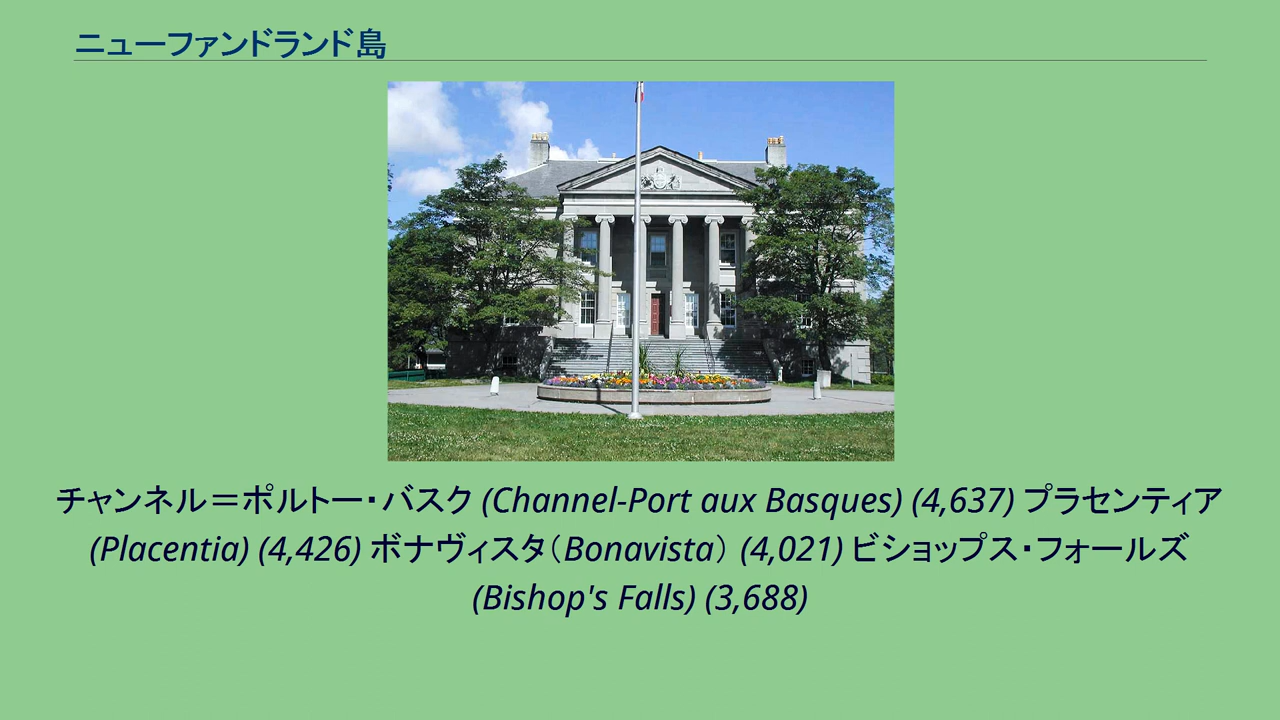 ニューファンドランド島
チャンネル＝ポルトー・バスク (Channel-Port aux Basques) (4,637) プラセンティア
(Placentia) (4,426) ボナヴィスタ（Bonavista） (4,021) ビショップス・フォールズ
(Bishop's Falls) (3,688)